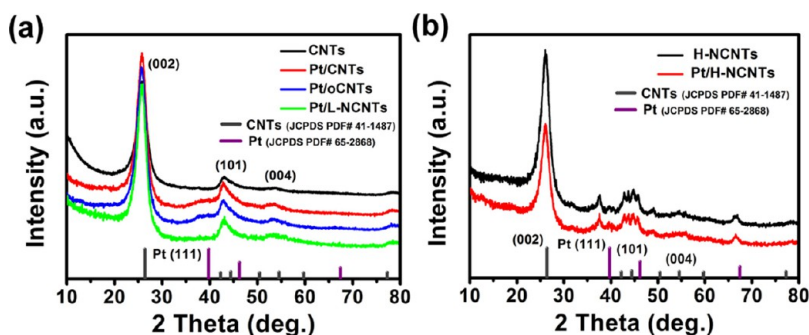 (a)
Intensity (a.u.)
(002)
(101)
(004)
CNTs
Pt/CNTs
Pt/oCNTs
Pt/L-NCNTs
CNTs (JCPDS PDF# 41-1487)
Pt (JCPDS PDF# 65-2868)
Pt (111)
10 20 30 40 50 60 70 80
2 Theta (deg.)
(b)
Intensity (a.u.)
H-NCNTs
Pt/H-NCNTs
CNTs (JCPDS PDF# 41-1487)
Pt (JCPDS PDF# 65-2868)
(002)
Pt (111)
(101)
(004)
10 20 30 40 50 60 70 80
2 Theta (deg.)